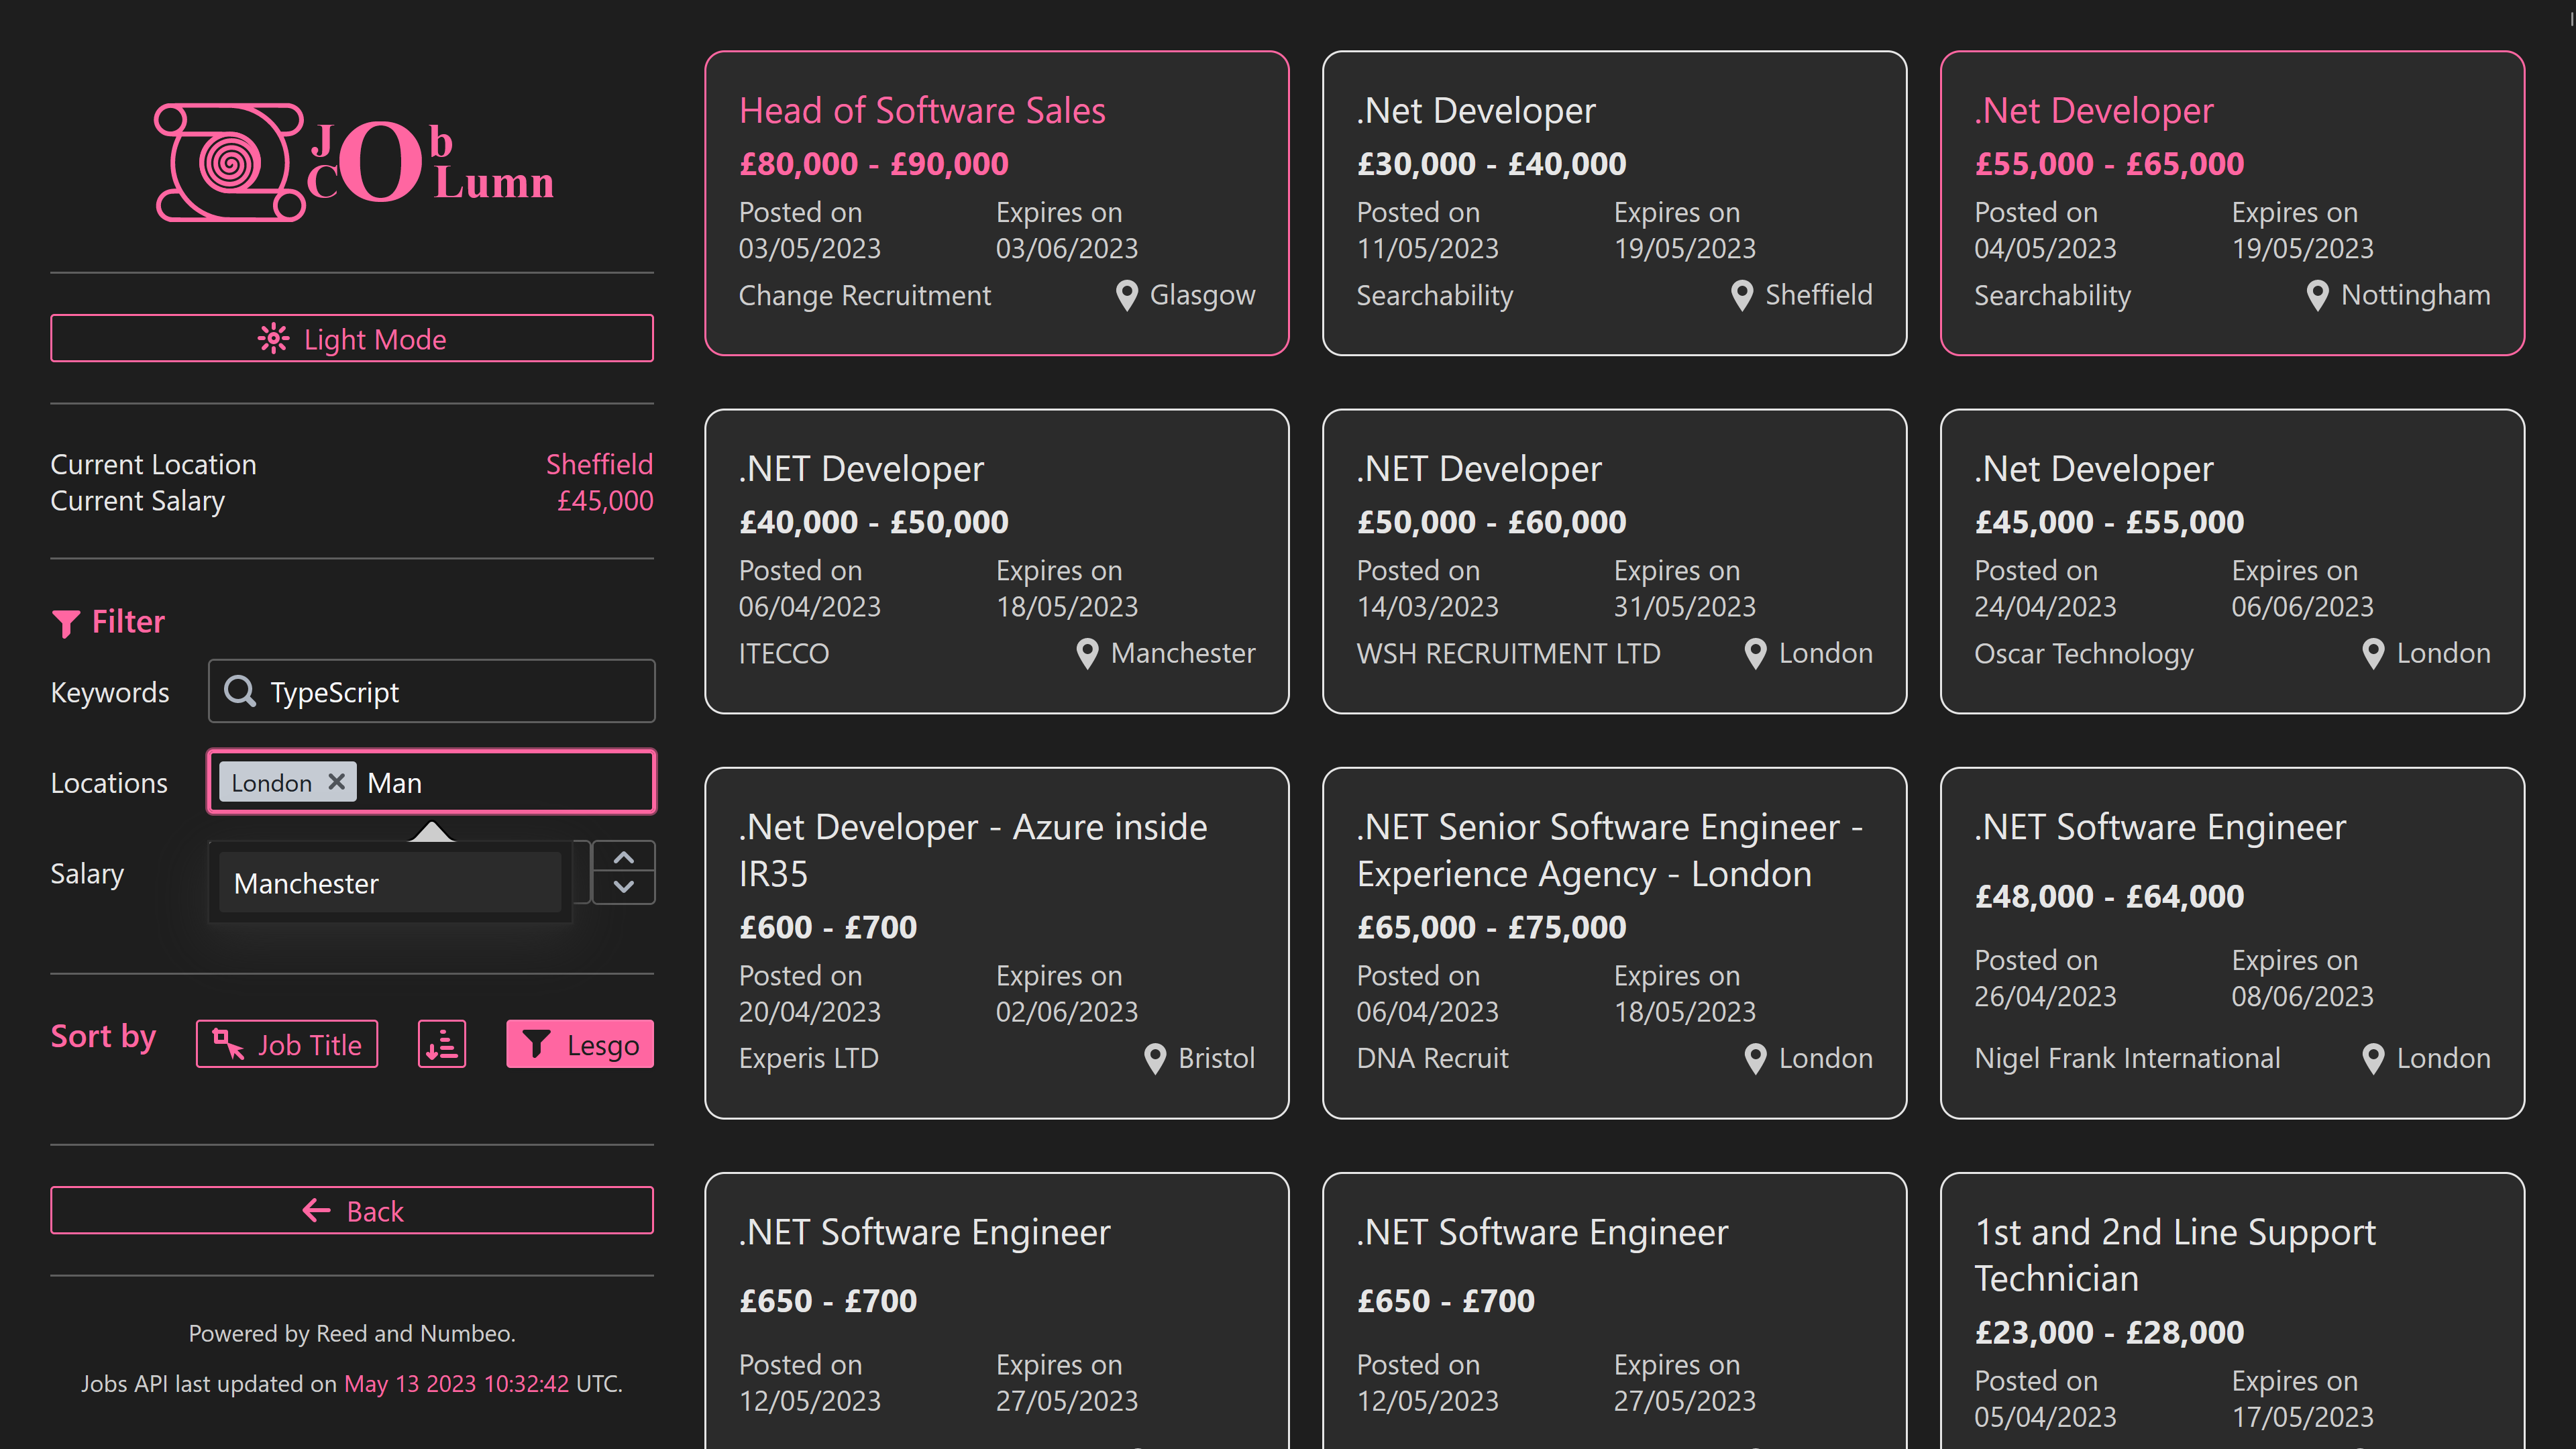 JOb
COLumn
Light Mode
Current Location Sheffield
Current Salary £45,000
Filter
Keywords TypeScript
Locations London Man
Salary
Manchester
Sort by Job Title Lesgo
Back
Powered by Reed and Numbeo.
Jobs API last updated on May 13 2023 10:32:42 UTC.
Head of Software Sales
£80,000 - £90,000
Posted on Expires on
03/05/2023 03/06/2023
Change Recruitment Glasgow
.Net Developer
£30,000 - £40,000
Posted on Expires on
11/05/2023 19/05/2023
Searchability Sheffield
.Net Developer
£55,000 - £65,000
Posted on Expires on
04/05/2023 19/05/2023
Searchability Nottingham
.NET Developer
£40,000 - £50,000
Posted on Expires on
06/04/2023 18/05/2023
ITECCO Manchester
.NET Developer
£50,000 - £60,000
Posted on Expires on
14/03/2023 31/05/2023
WSH RECRUITMENT LTD London
.Net Developer
£45,000 - £55,000
Posted on Expires on
24/04/2023 06/06/2023
Oscar Technology London
.Net Developer - Azure inside
IR35
£600 - £700
Posted on Expires on
20/04/2023 02/06/2023
Experis LTD Bristol
.NET Senior Software Engineer -
Experience Agency - London
£65,000 - £75,000
Posted on Expires on
06/04/2023 18/05/2023
DNA Recruit London
.NET Software Engineer
£48,000 - £64,000
Posted on Expires on
26/04/2023 08/06/2023
Nigel Frank International London
.NET Software Engineer
£650 - £700
Posted on Expires on
12/05/2023 27/05/2023
.NET Software Engineer
£650 - £700
Posted on Expires on
12/05/2023 27/05/2023
1st and 2nd Line Support
Technician
£23,000 - £28,000
Posted on Expires on
05/04/2023 17/05/2023